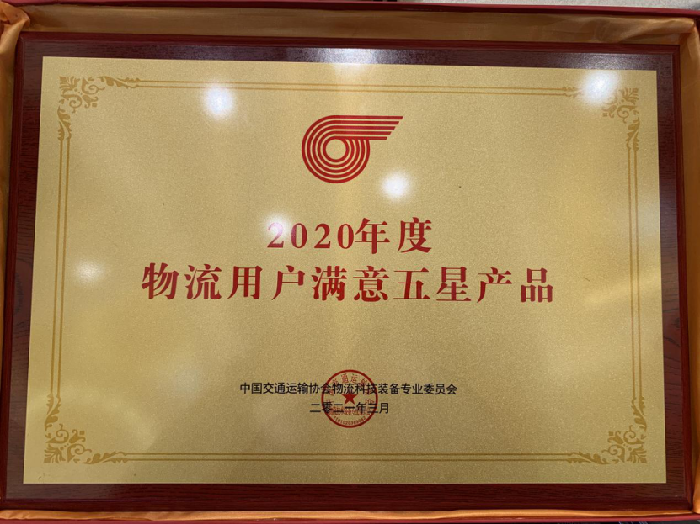 2020年度
物流用户满意五星产品
中国交通运输协会物流科技装备专业委员会
二零二一年三月